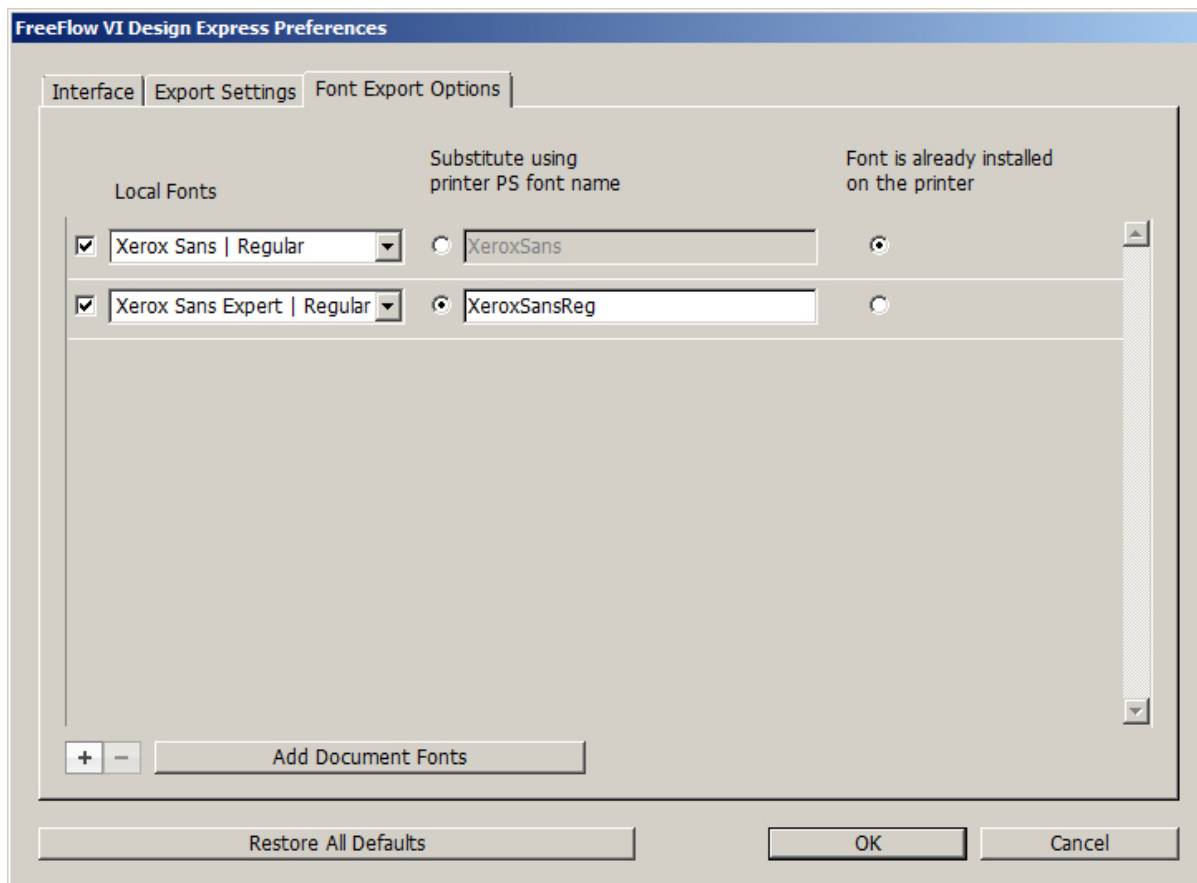 FreeFlow VI Design Express Preferences
Interface
Export Settings
Font Export Options
Local Fonts
Substitute using
printer PS font name
Font is already installed
on the printer
Xerox Sans | Regular
XeroxSans
Xerox Sans Expert | Regular
XeroxSansReg
+
−
Add Document Fonts
Restore All Defaults
OK
Cancel